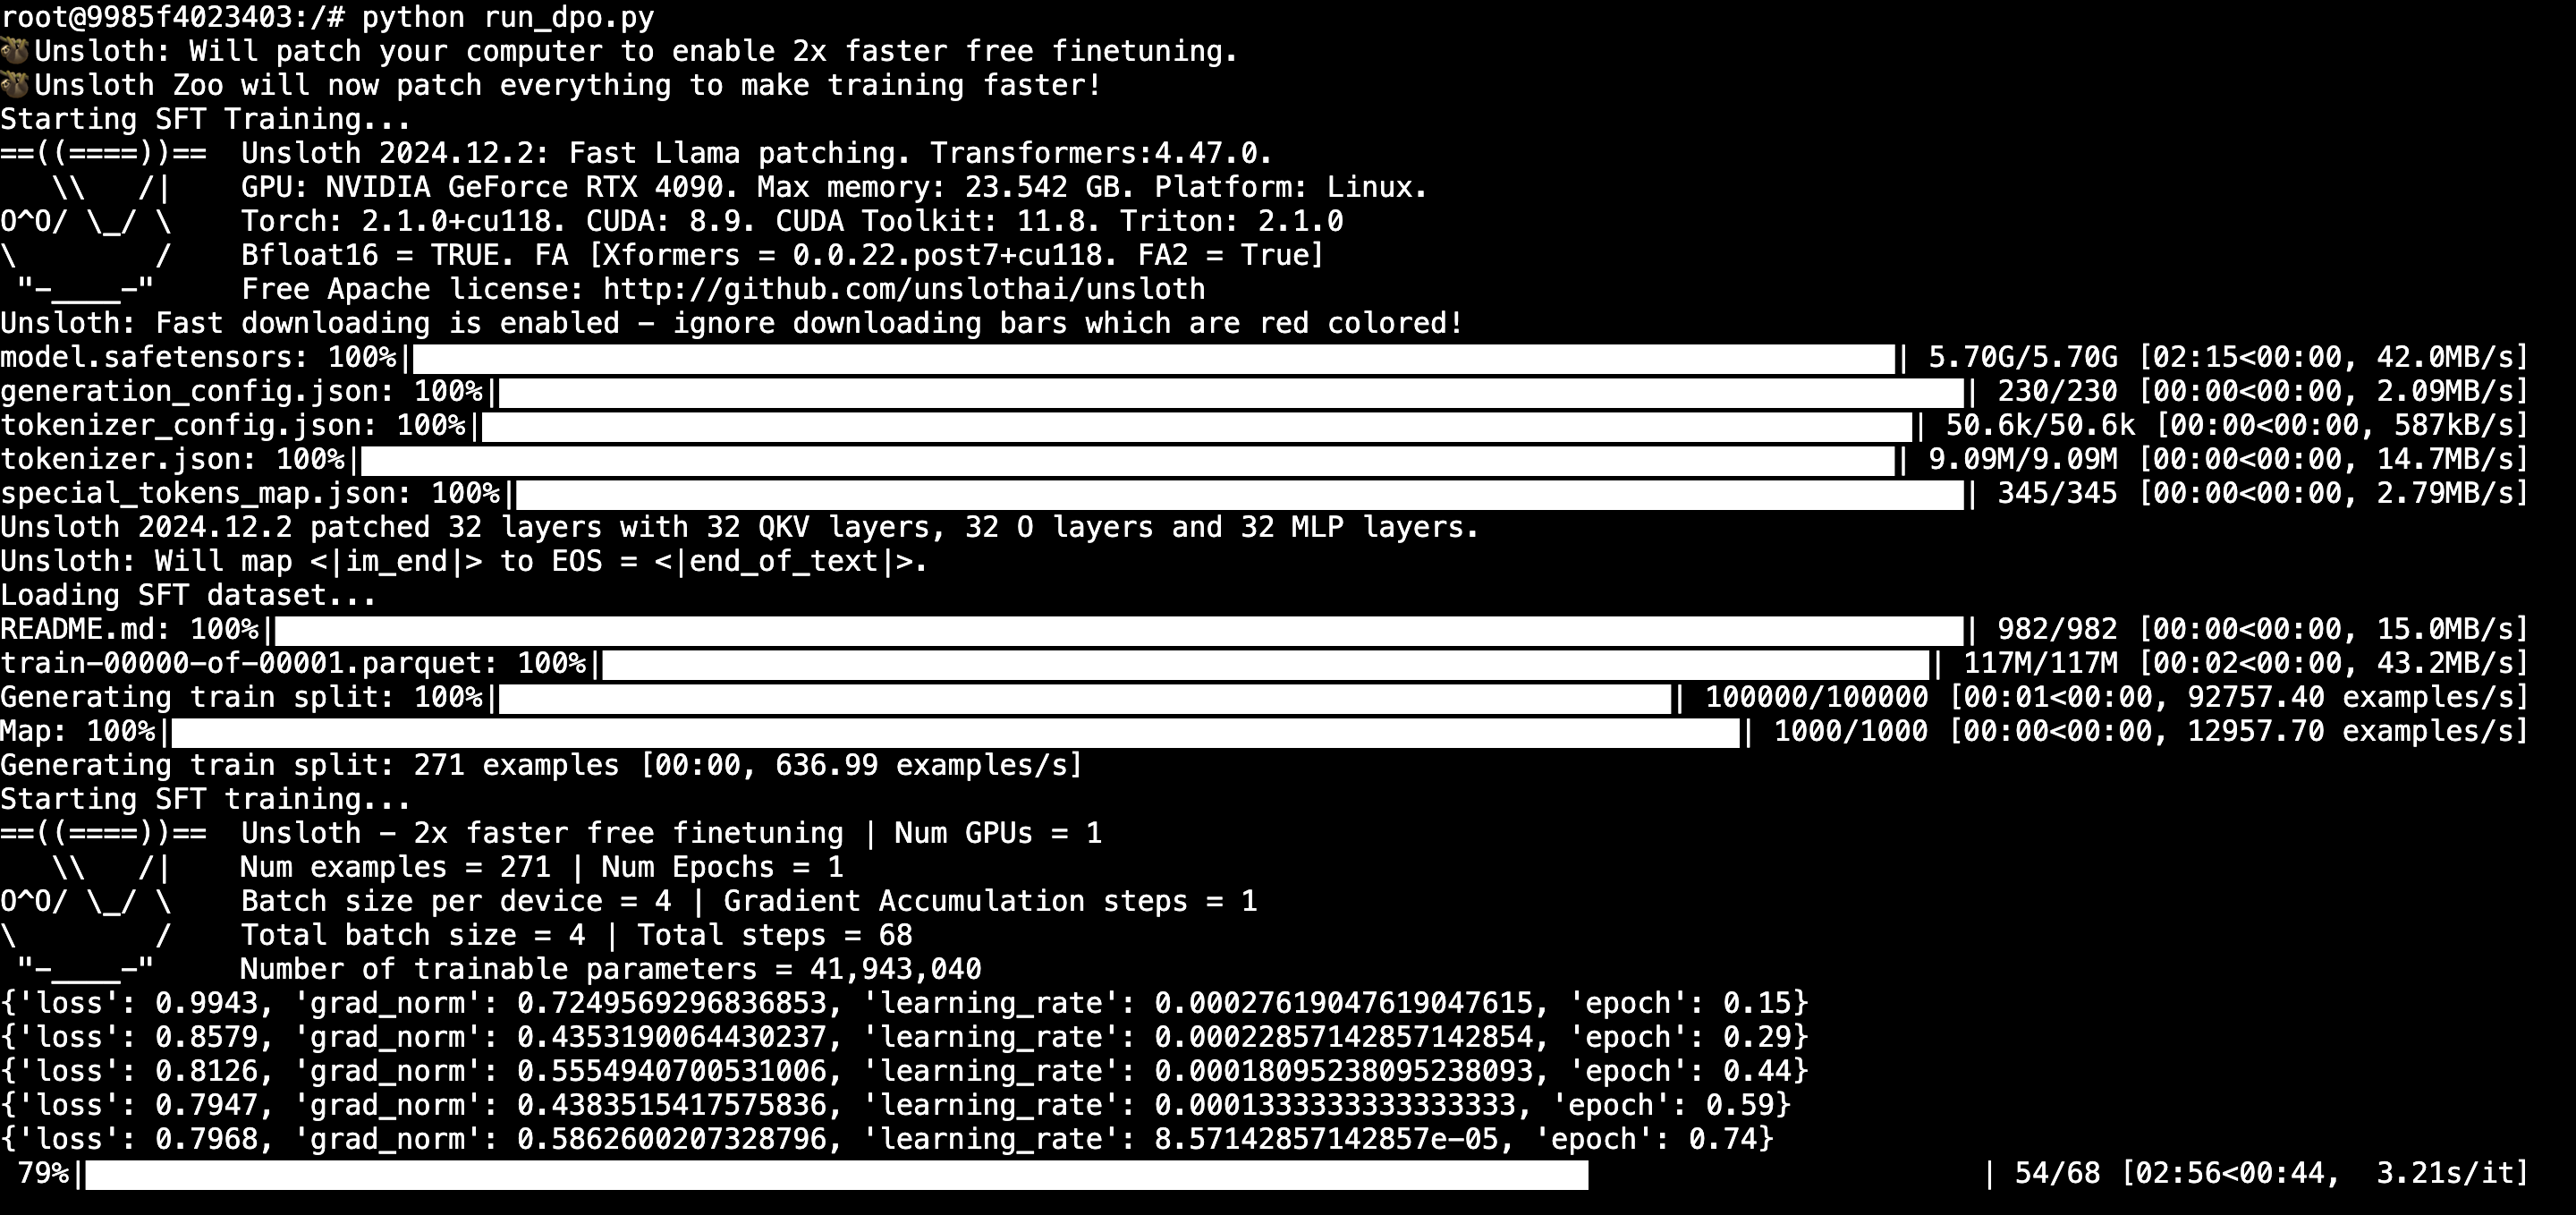 root@9985f4023403:/# python run_dpo.py
🦥Unsloth: Will patch your computer to enable 2x faster free finetuning.
🦥Unsloth Zoo will now patch everything to make training faster!
Starting SFT Training...
==((====))==  Unsloth 2024.12.2: Fast Llama patching. Transformers:4.47.0.
   \\   /|    GPU: NVIDIA GeForce RTX 4090. Max memory: 23.542 GB. Platform: Linux.
O^O/ \_/ \    Torch: 2.1.0+cu118. CUDA: 8.9. CUDA Toolkit: 11.8. Triton: 2.1.0
\        /    Bfloat16 = TRUE. FA [Xformers = 0.0.22.post7+cu118. FA2 = True]
 "-____-"     Free Apache license: http://github.com/unslothai/unsloth
Unsloth: Fast downloading is enabled - ignore downloading bars which are red colored!
model.safetensors: 100%| | 5.70G/5.70G [02:15<00:00, 42.0MB/s]
generation_config.json: 100%| | 230/230 [00:00<00:00, 2.09MB/s]
tokenizer_config.json: 100%| | 50.6k/50.6k [00:00<00:00, 587kB/s]
tokenizer.json: 100%| | 9.09M/9.09M [00:00<00:00, 14.7MB/s]
special_tokens_map.json: 100%| | 345/345 [00:00<00:00, 2.79MB/s]
Unsloth 2024.12.2 patched 32 layers with 32 QKV layers, 32 O layers and 32 MLP layers.
Unsloth: Will map <|im_end|> to EOS = <|end_of_text|>.
Loading SFT dataset...
README.md: 100%| | 982/982 [00:00<00:00, 15.0MB/s]
train-00000-of-00001.parquet: 100%| | 117M/117M [00:02<00:00, 43.2MB/s]
Generating train split: 100%| | 100000/100000 [00:01<00:00, 92757.40 examples/s]
Map: 100%| | 1000/1000 [00:00<00:00, 12957.70 examples/s]
Generating train split: 271 examples [00:00, 636.99 examples/s]
Starting SFT training...
==((====))==  Unsloth - 2x faster free finetuning | Num GPUs = 1
   \\   /|    Num examples = 271 | Num Epochs = 1
O^O/ \_/ \    Batch size per device = 4 | Gradient Accumulation steps = 1
\        /    Total batch size = 4 | Total steps = 68
 "-____-"     Number of trainable parameters = 41,943,040
{'loss': 0.9943, 'grad_norm': 0.7249569296836853, 'learning_rate': 0.00027619047619047615, 'epoch': 0.15}
{'loss': 0.8579, 'grad_norm': 0.4353190064430237, 'learning_rate': 0.00022857142857142854, 'epoch': 0.29}
{'loss': 0.8126, 'grad_norm': 0.5554940700531006, 'learning_rate': 0.00018095238095238093, 'epoch': 0.44}
{'loss': 0.7947, 'grad_norm': 0.4383515417575836, 'learning_rate': 0.0001333333333333333, 'epoch': 0.59}
{'loss': 0.7968, 'grad_norm': 0.5862600207328796, 'learning_rate': 8.57142857142857e-05, 'epoch': 0.74}
 79%| | 54/68 [02:56<00:44,  3.21s/it]